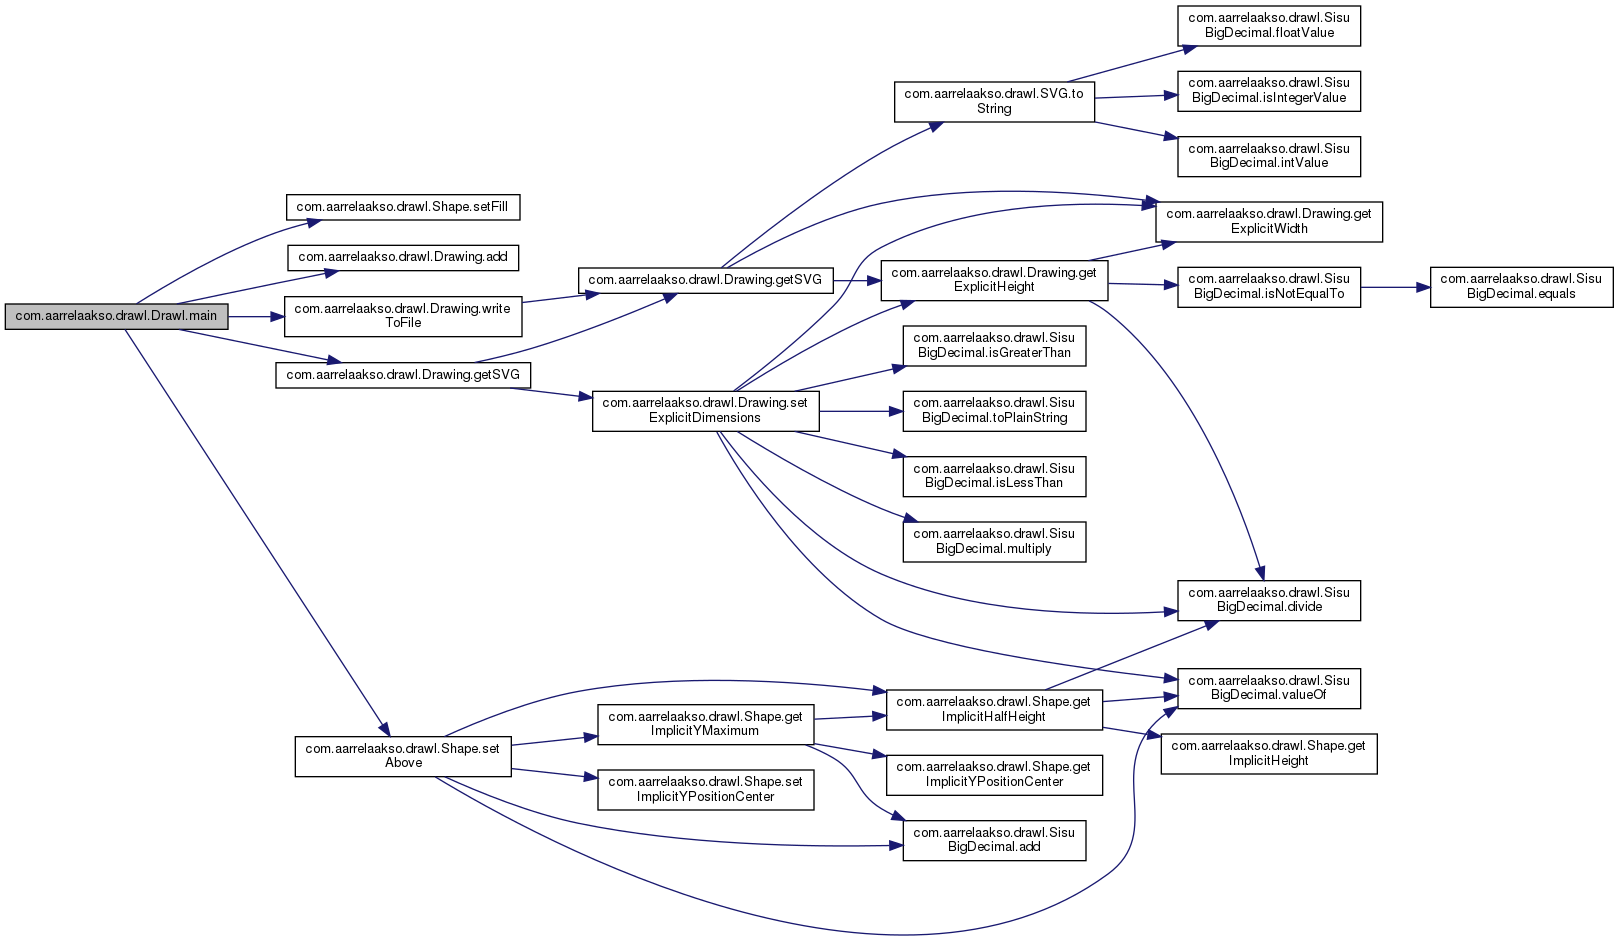 com.aarrelaakso.drawl.Drawl.main
com.aarrelaakso.drawl.Shape.setFill
com.aarrelaakso.drawl.Drawing.add
com.aarrelaakso.drawl.Drawing.write
ToFile
com.aarrelaakso.drawl.Drawing.getSVG
com.aarrelaakso.drawl.Shape.set
Above
com.aarrelaakso.drawl.Drawing.getSVG
com.aarrelaakso.drawl.Drawing.set
ExplicitDimensions
com.aarrelaakso.drawl.Shape.get
ImplicitYMaximum
com.aarrelaakso.drawl.Shape.set
ImplicitYPositionCenter
com.aarrelaakso.drawl.SVG.to
String
com.aarrelaakso.drawl.Drawing.get
ExplicitHeight
com.aarrelaakso.drawl.Sisu
BigDecimal.isGreaterThan
com.aarrelaakso.drawl.Sisu
BigDecimal.toPlainString
com.aarrelaakso.drawl.Sisu
BigDecimal.isLessThan
com.aarrelaakso.drawl.Sisu
BigDecimal.multiply
com.aarrelaakso.drawl.Shape.get
ImplicitHalfHeight
com.aarrelaakso.drawl.Shape.get
ImplicitYPositionCenter
com.aarrelaakso.drawl.Sisu
BigDecimal.add
com.aarrelaakso.drawl.Sisu
BigDecimal.floatValue
com.aarrelaakso.drawl.Sisu
BigDecimal.isIntegerValue
com.aarrelaakso.drawl.Sisu
BigDecimal.intValue
com.aarrelaakso.drawl.Drawing.get
ExplicitWidth
com.aarrelaakso.drawl.Sisu
BigDecimal.isNotEqualTo
com.aarrelaakso.drawl.Sisu
BigDecimal.equals
com.aarrelaakso.drawl.Sisu
BigDecimal.divide
com.aarrelaakso.drawl.Sisu
BigDecimal.valueOf
com.aarrelaakso.drawl.Shape.get
ImplicitHeight